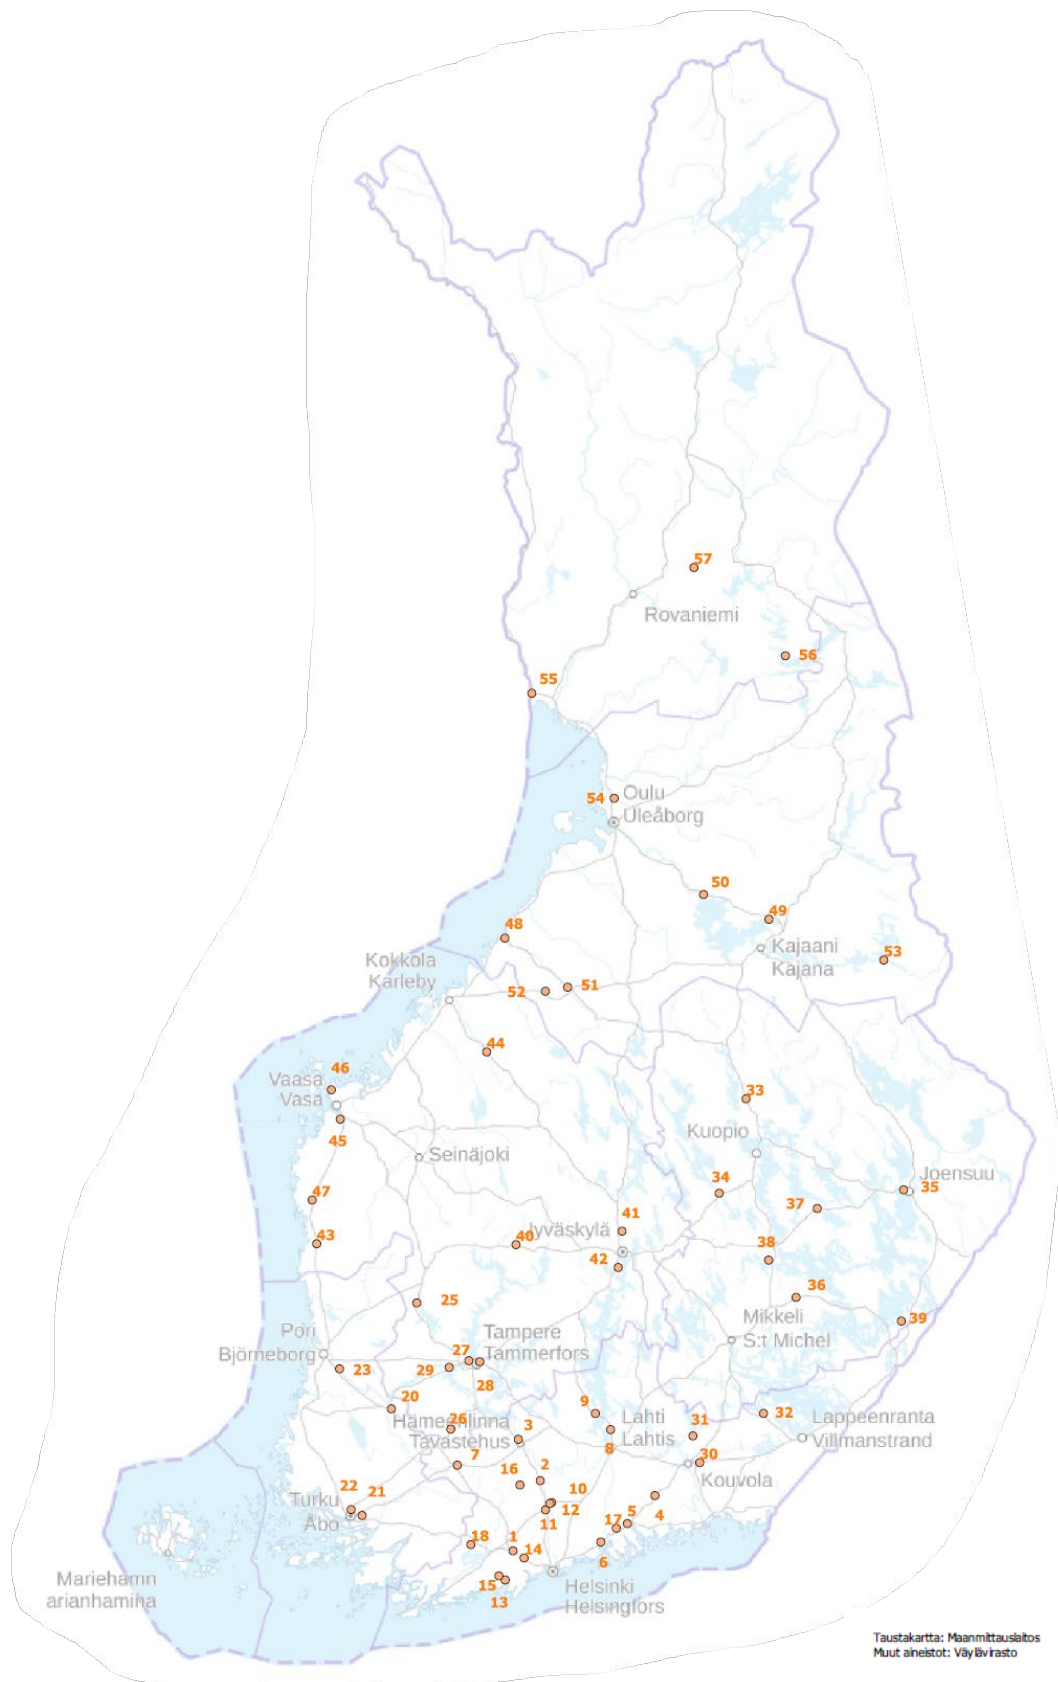 57
Rovaniemi
56
55
54
Oulu
Uleåborg
50
49
48
Kajaani
Kajana
53
Kokkola
Karleby
52
51
44
46
Vaasa
Vasa
45
33
Kuopio
Seinäjoki
34
Joensuu
35
47
37
41
43
40
Jyväskylä
42
38
36
25
Mikkeli
S:t Michel
39
Pori
Björneborg
23
27
Tampere
Tammerfors
29
28
20
26
Hämeenlinna
Tavastehus
3
9
Lahti
Lahtis
8
31
32
Lappeenranta
Villmanstrand
30
Kouvola
7
16
2
10
12
11
22
21
Turku
Åbo
17
5
4
18
1
14
6
15
13
Helsinki
Helsingfors
Mariehamn
arianhamina
Taustakartta: Maanmittauslaitos
Muut aineistot: Väylävirasto